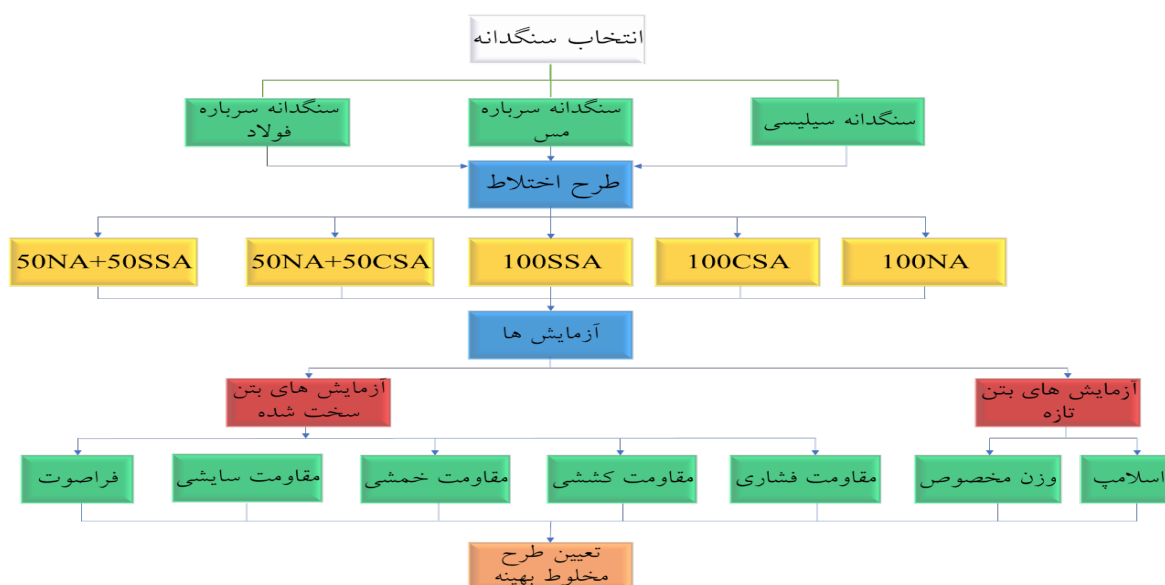 انتخاب سنگدانه
سنگدانه سیلیسی
سنگدانه سرباره
مس
سنگدانه سرباره
فولاد
طرح اختلاط
100NA
100CSA
100SSA
50NA+50CSA
50NA+50SSA
آزمایش ها
آزمایش های بتن
تازه
آزمایش های بتن
سخت شده
اسلامپ
وزن مخصوص
مقاومت فشاری
مقاومت کششی
مقاومت خمشی
مقاومت سایشی
فراصوت
تعیین طرح
مخلوط بهینه